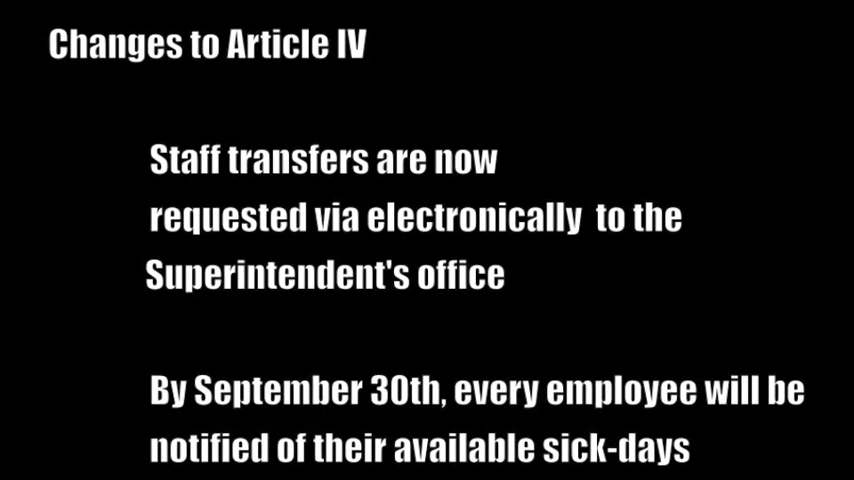 Changes to Article IV
Staff transfers are now
requested via electronically to the
Superintendent's office
By September 30th, every employee will be
notified of their available sick-days